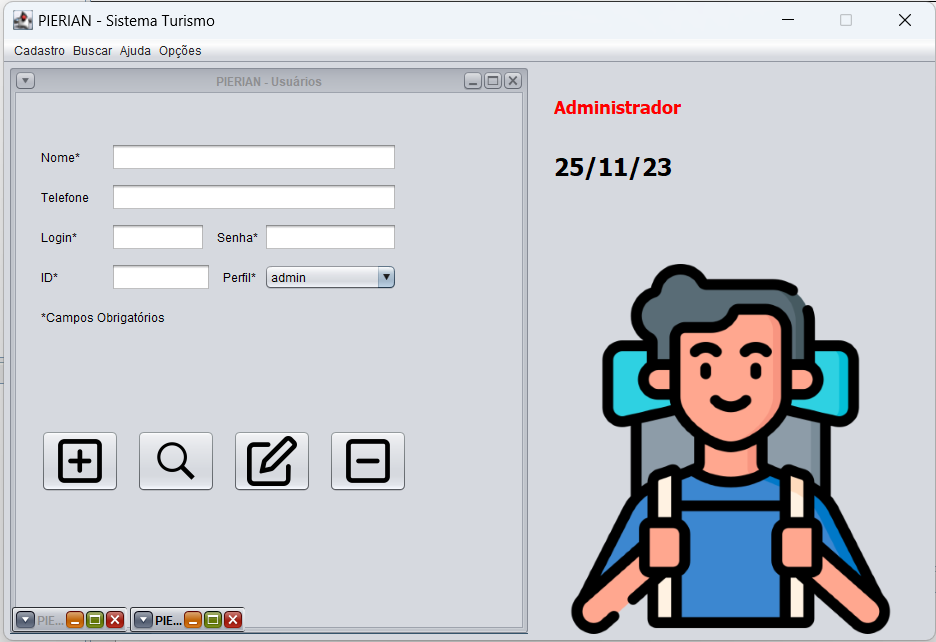 PIERIAN - Sistema Turismo
Cadastro Buscar Ajuda Opções
PIERIAN - Usuários
Administrador
25/11/23
Nome*
Telefone
Login* Senha*
ID* Perfil* admin
*Campos Obrigatórios
PIE... PIE...